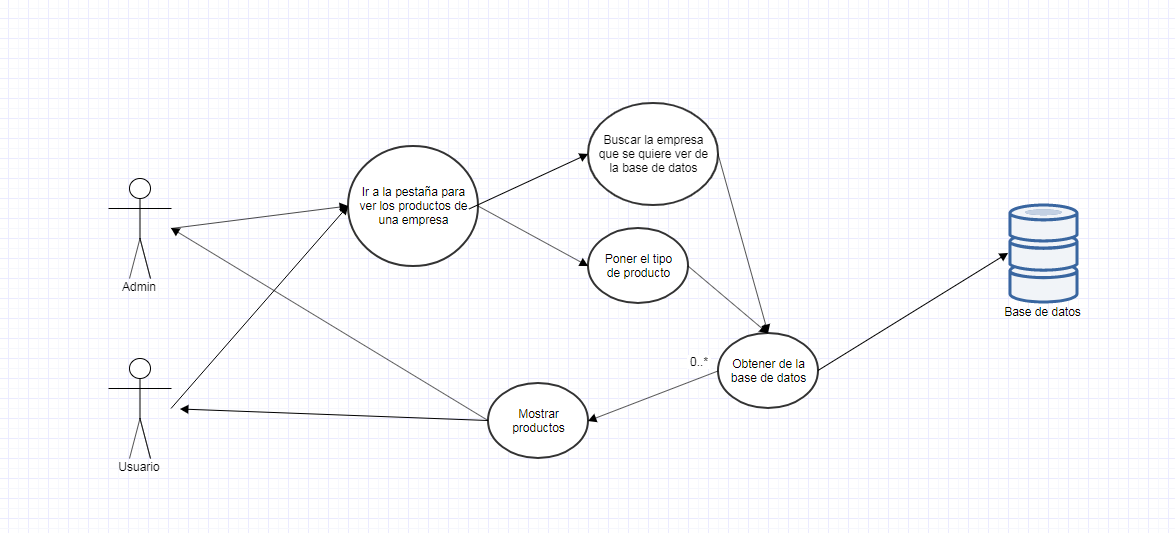 Buscar la empresa
que se quiere ver de
la base de datos
Ir a la pestaña para
ver los productos de
una empresa
Admin
Poner el tipo
de producto
Base de datos
0..*
Obtener de la
base de datos
Mostrar
productos
Usuario